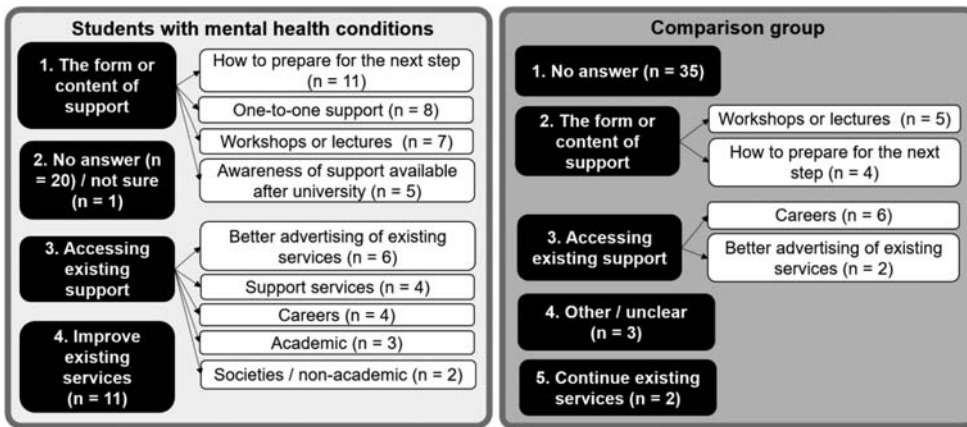 Students with mental health conditions
1. The form or
content of
support
How to prepare for the next step
(n = 11)
One-to-one support (n = 8)
Workshops or lectures (n = 7)
Awareness of support available
after university (n = 5)
2. No answer (n
= 20) / not sure
(n = 1)
3. Accessing
existing
support
Better advertising of existing
services (n = 6)
Support services (n = 4)
Careers (n = 4)
Academic (n = 3)
Societies / non-academic (n = 2)
4. Improve
existing
services
(n = 11)
Comparison group
1. No answer (n = 35)
2. The form or
content of
support
Workshops or lectures (n = 5)
How to prepare for the next
step (n = 4)
3. Accessing
existing support
Careers (n = 6)
Better advertising of existing
services (n = 2)
4. Other / unclear
(n = 3)
5. Continue existing
services (n = 2)